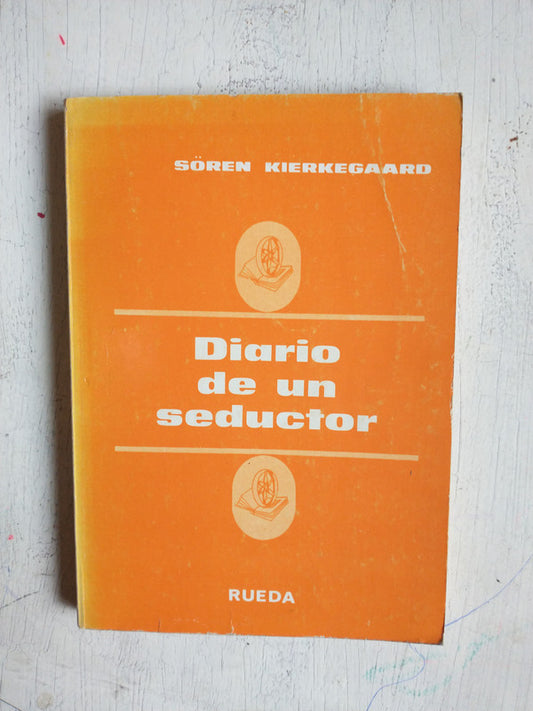 SÖREN KIERKEGAARD
Diario
de un
seductor
RUEDA